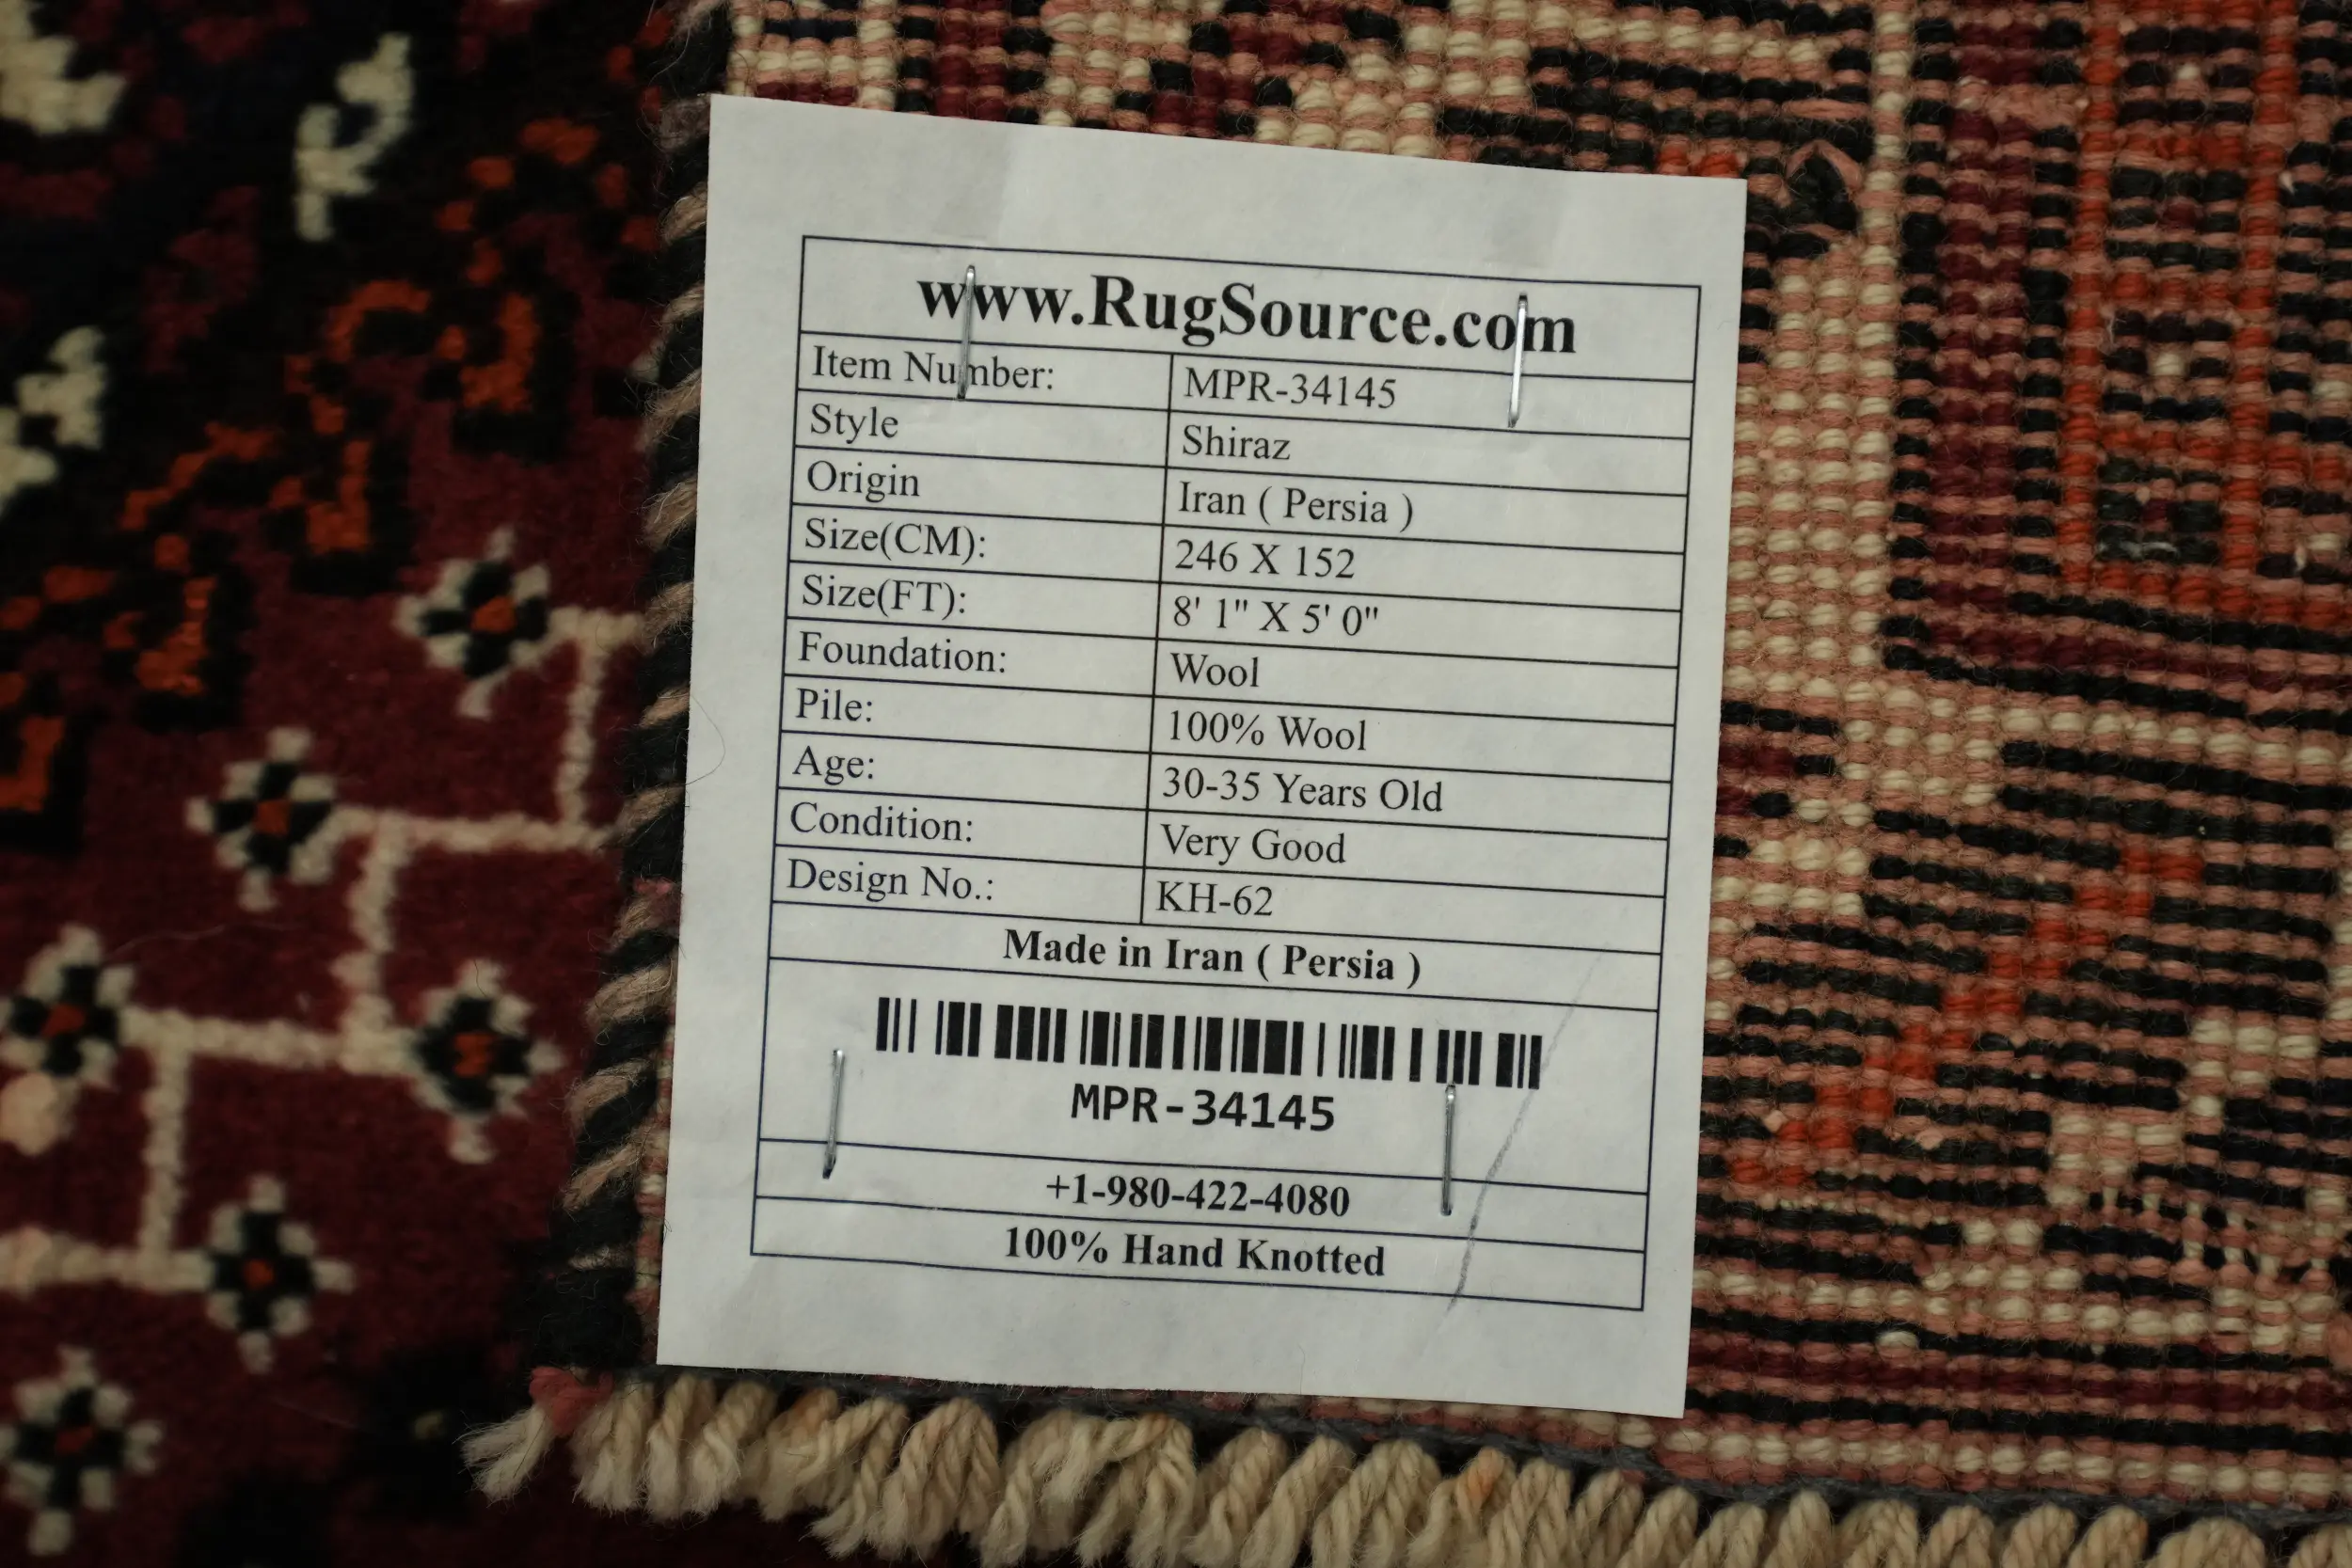 www.RugSource.com
Item Number: MPR-34145
Style Shiraz
Origin Iran ( Persia )
Size(CM): 246 X 152
Size(FT): 8' 1" X 5' 0"
Foundation: Wool
Pile: 100% Wool
Age: 30-35 Years Old
Condition: Very Good
Design No.: KH-62
Made in Iran ( Persia )
MPR-34145
+1-980-422-4080
100% Hand Knotted